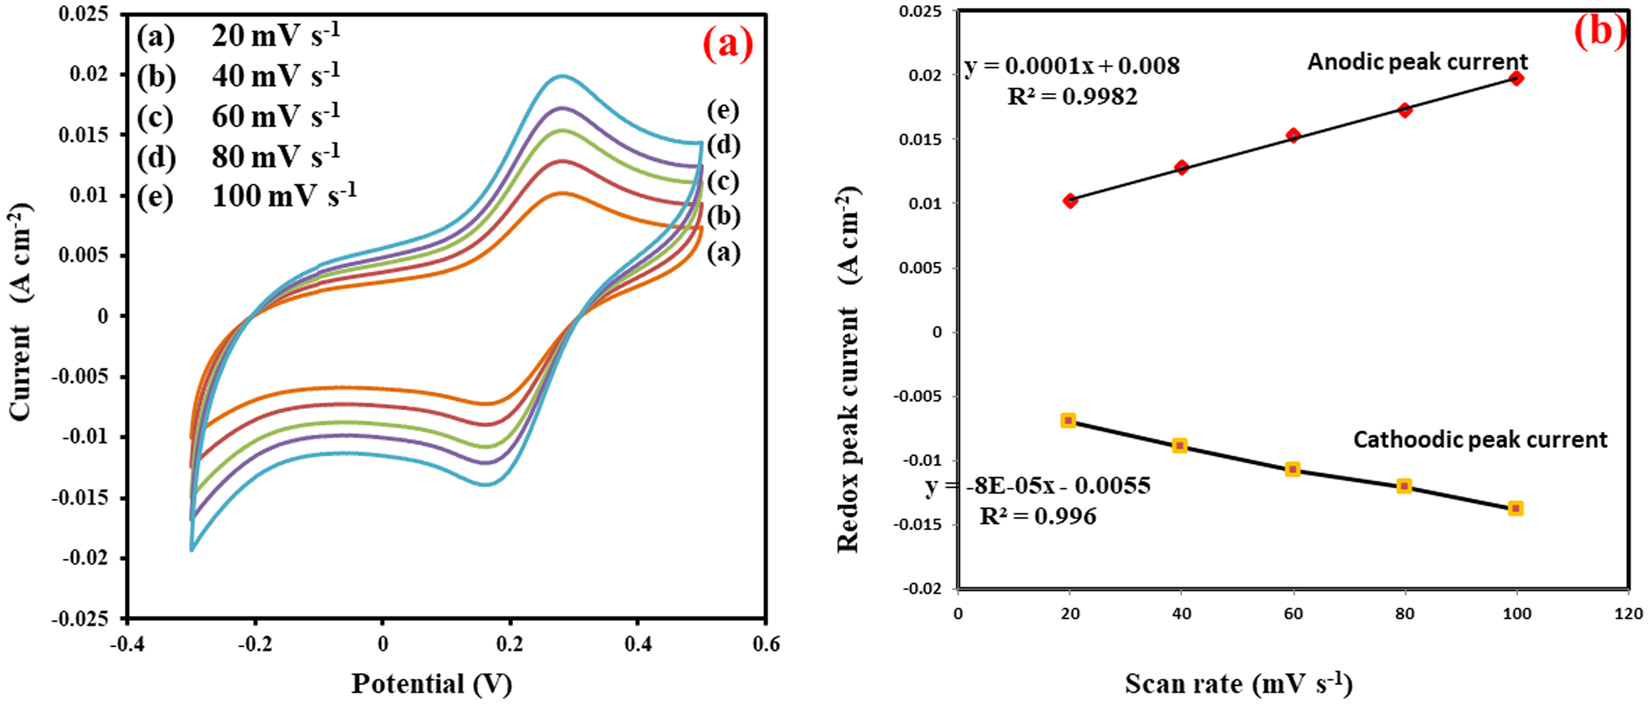 (a) 20 mV s-1
(b) 40 mV s-1
(c) 60 mV s-1
(d) 80 mV s-1
(e) 100 mV s-1
(a)
(e)
(d)
(c)
(b)
(a)
0.025
0.02
0.015
0.01
0.005
0
-0.005
-0.01
-0.015
-0.02
-0.025
-0.4 -0.2 0 0.2 0.4 0.6
Current (A cm-2)
Potential (V)
(b)
y = 0.0001x + 0.008
R² = 0.9982
Anodic peak current
Cathoodic peak current
y = -8E-05x - 0.0055
R² = 0.996
0.025
0.02
0.015
0.01
0.005
0
-0.005
-0.01
-0.015
-0.02
0 20 40 60 80 100 120
Redox peak current (A cm-2)
Scan rate (mV s-1)